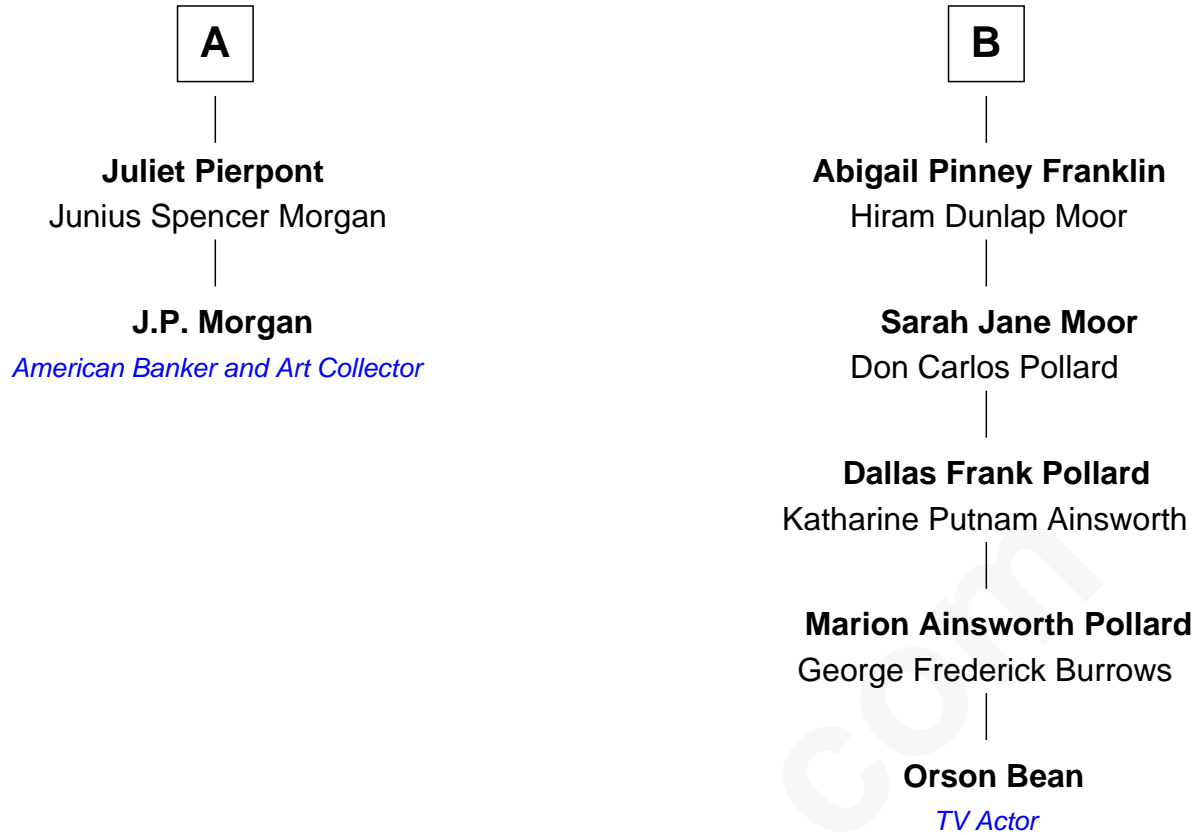 A
Juliet Pierpont
Junius Spencer Morgan
J.P. Morgan
American Banker and Art Collector
B
Abigail Pinney Franklin
Hiram Dunlap Moor
Sarah Jane Moor
Don Carlos Pollard
Dallas Frank Pollard
Katharine Putnam Ainsworth
Marion Ainsworth Pollard
George Frederick Burrows
Orson Bean
TV Actor
com